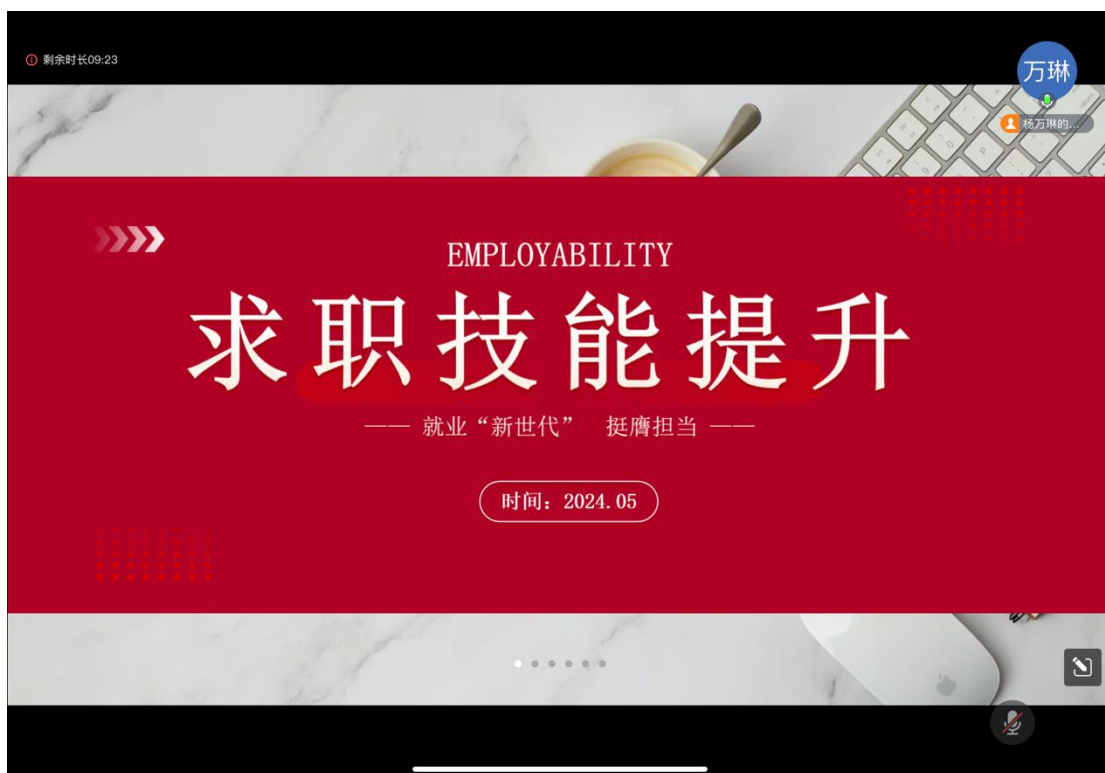 剩余时长09:23
万琳
杨万琳的...
EMPLOYABILITY
求职技能提升
—— 就业“新世代” 挺膺担当 ——
时间：2024.05